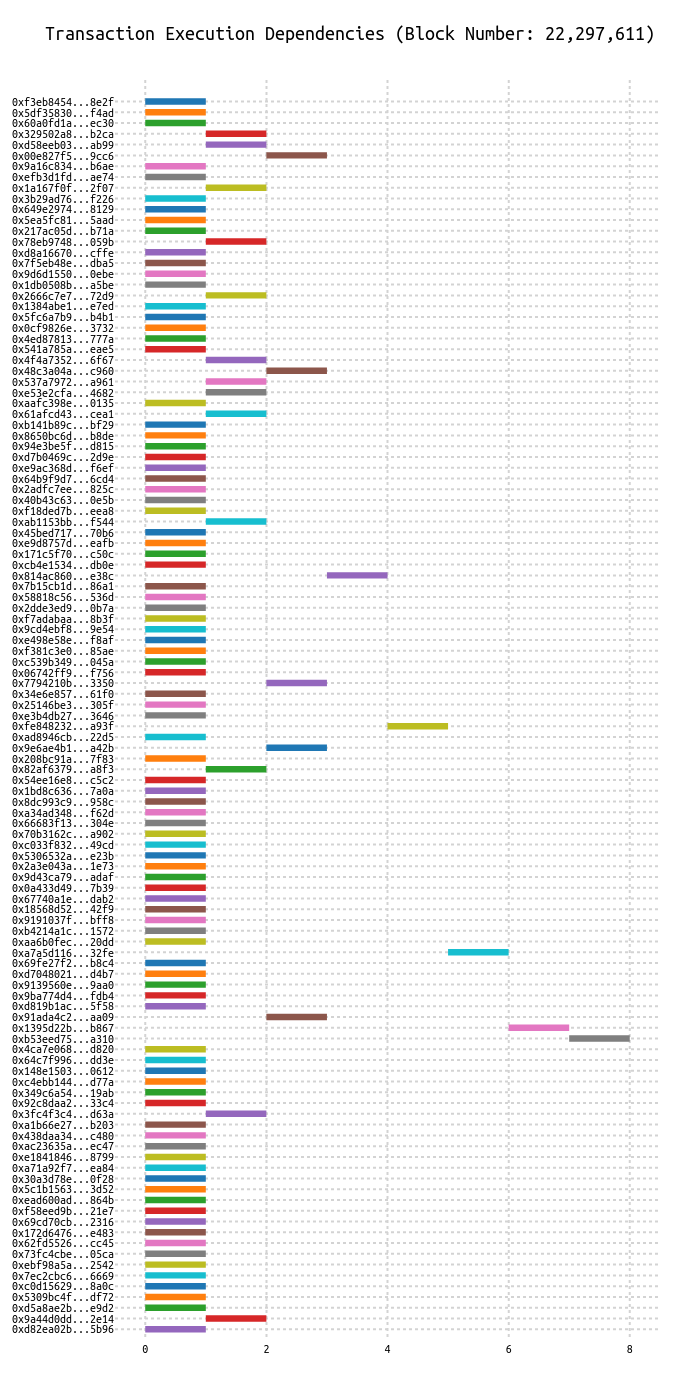 Transaction Execution Dependencies (Block Number: 22,297,611)
0xf3eb8454...8e2f
0x5df35830...f4ad
0x60a0fd1a...ec30
0x329502a8...b2ca
0xd58eeb03...ab99
0x00e827f5...9cc6
0x9a16c834...b6ae
0xefb3d1fd...ae74
0x1a167f0f...2f07
0x3b29ad76...f226
0x649e2974...8129
0x5ea5fc81...5aad
0x217ac05d...b71a
0x78eb9748...059b
0xd8a16670...cffe
0x7f5eb48e...dba5
0x9d6d1550...0ebe
0x1db0508b...a5be
0x2666c7e7...72d9
0x1384abe1...e7ed
0x5fc6a7b9...b4b1
0x0cf9826e...3732
0x4ed87813...777a
0x541a785a...eae5
0x4f4a7352...6f67
0x48c3a04a...c960
0x537a7972...a961
0xe53e2cfa...4682
0xaafc398e...0135
0x61afcd43...cea1
0xb141b89c...bf29
0x8650bc6d...b8de
0x94e3be5f...d815
0xd7b0469c...2d9e
0xe9ac368d...f6ef
0x64b9f9d7...6cd4
0x2adfc7ee...825c
0x40b43c63...0e5b
0xf18ded7b...eea8
0xab1153bb...f544
0x45bed717...70b6
0xe9d8757d...eafb
0x171c5f70...c50c
0xcb4e1534...db0e
0x814ac860...e38c
0x7b15cb1d...86a1
0x58818c56...536d
0x2dde3ed9...0b7a
0xf7adabaa...8b3f
0x9cd4ebf8...9e54
0xe498e58e...f8af
0xf381c3e0...85ae
0xc539b349...045a
0x06742ff9...f756
0x7794210b...3350
0x34e6e857...61f0
0x25146be3...305f
0xe3b4db27...3646
0xfe848232...a93f
0xad8946cb...22d5
0x9e6ae4b1...a42b
0x208bc91a...7f83
0x82af6379...a8f3
0x54ee16e8...c5c2
0x1bd8c636...7a0a
0x8dc993c9...958c
0xa34ad348...f62d
0x66683f13...304e
0x70b3162c...a902
0xc033f832...49cd
0x5306532a...e23b
0x2a3e043a...1e73
0x9d43ca79...adaf
0x0a433d49...7b39
0x67740a1e...dab2
0x18568d52...42f9
0x9191037f...bff8
0xb4214a1c...1572
0xaa6b0fec...20dd
0xa7a5d116...32fe
0x69fe27f2...b8c4
0xd7048021...d4b7
0x9139560e...9aa0
0x9ba774d4...fdb4
0xd819b1ac...5f58
0x91ada4c2...aa09
0x1395d22b...b867
0xb53eed75...a310
0x4ca7e068...d820
0x64c7f996...dd3e
0x148e1503...0612
0xc4ebb144...d77a
0x349c6a54...19ab
0x92c8daa2...33c4
0x3fc4f3c4...d63a
0xa1b66e27...b203
0x438daa34...c480
0xac23635a...ec47
0xe1841846...8799
0xa71a92f7...ea84
0x30a3d78e...0f28
0x5c1b1563...3d52
0xead600ad...864b
0xf58eed9b...21e7
0x69cd70cb...2316
0x172d6476...e483
0x62fd5526...cc45
0x73fc4cbe...05ca
0xebf98a5a...2542
0x7ec2cbc6...6669
0xc0d15629...8a0c
0x5309bc4f...df72
0xd5a8ae2b...e9d2
0x9a44d0dd...2e14
0xd82ea02b...5b96
0 2 4 6 8